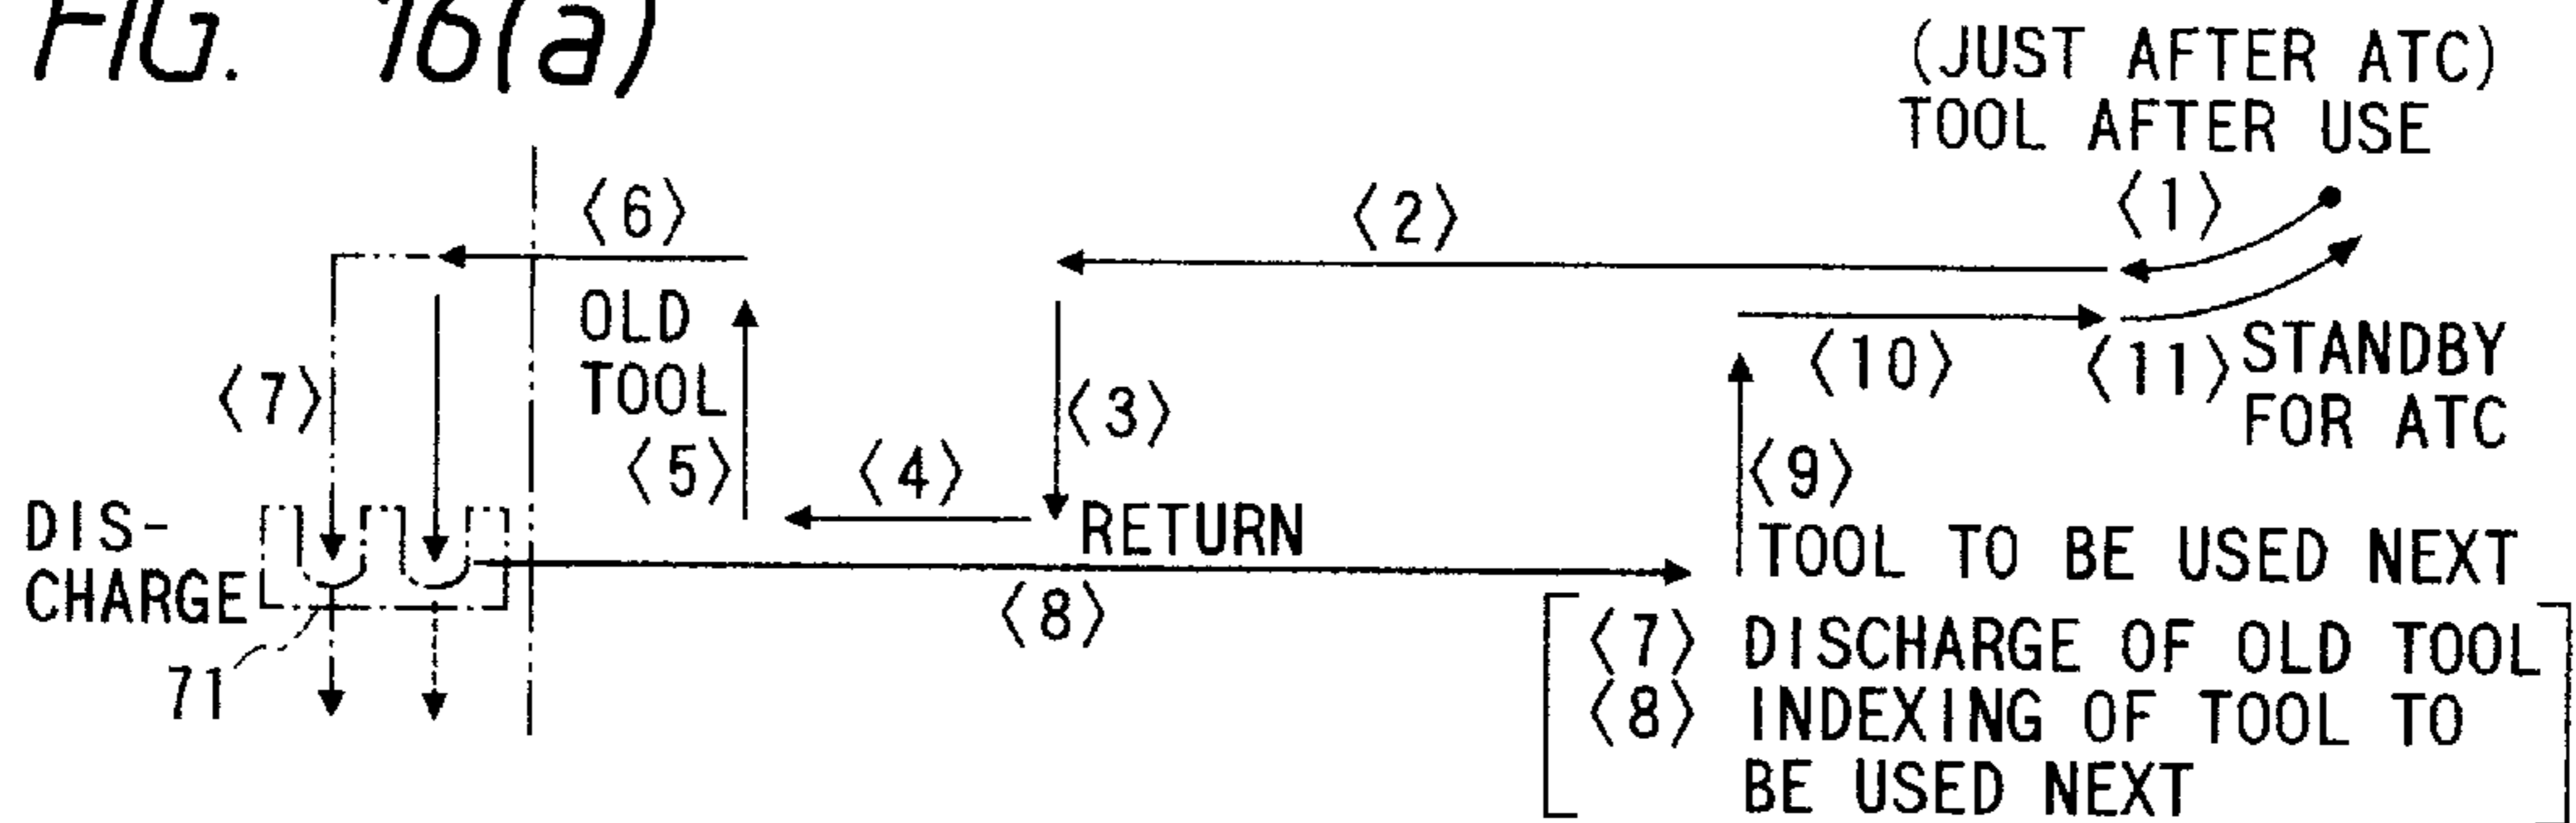 FIG. 16(a)
(JUST AFTER ATC)
TOOL AFTER USE
〈1〉
〈2〉
〈6〉
OLD
TOOL
〈7〉
〈5〉
〈4〉
〈3〉
RETURN
〈10〉
〈11〉
STANDBY
FOR ATC
〈9〉
TOOL TO BE USED NEXT
DIS-
CHARGE
71
〈8〉
〈7〉 DISCHARGE OF OLD TOOL
〈8〉 INDEXING OF TOOL TO
BE USED NEXT